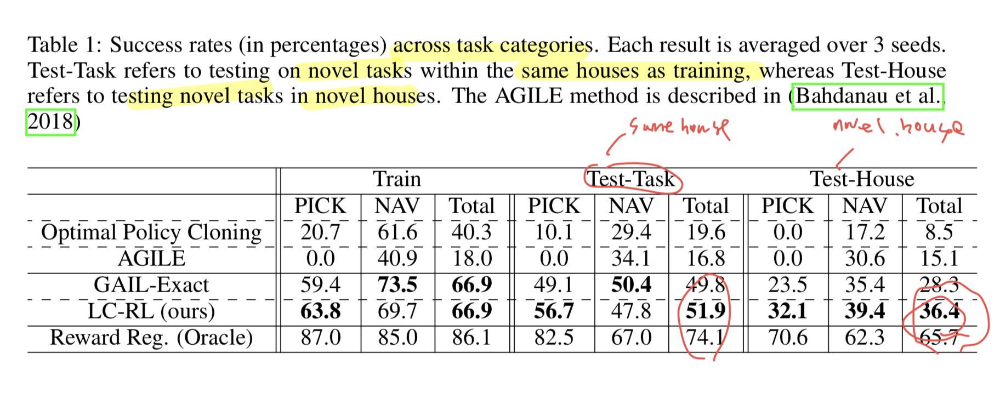 Table 1: Success rates (in percentages) across task categories. Each result is averaged over 3 seeds.
Test-Task refers to testing on novel tasks within the same houses as training, whereas Test-House
refers to testing novel tasks in novel houses. The AGILE method is described in (Bahdanau et al.,
2018)
same house
novel house
Train Test-Task Test-House
PICK NAV Total PICK NAV Total PICK NAV Total
Optimal Policy Cloning 20.7 61.6 40.3 10.1 29.4 19.6 0.0 17.2 8.5
AGILE 0.0 40.9 18.0 0.0 34.1 16.8 0.0 30.6 15.1
GAIL-Exact 59.4 73.5 66.9 49.1 50.4 49.8 23.5 35.4 28.3
LC-RL (ours) 63.8 69.7 66.9 56.7 47.8 51.9 32.1 39.4 36.4
Reward Reg. (Oracle) 87.0 85.0 86.1 82.5 67.0 74.1 70.6 62.3 65.7